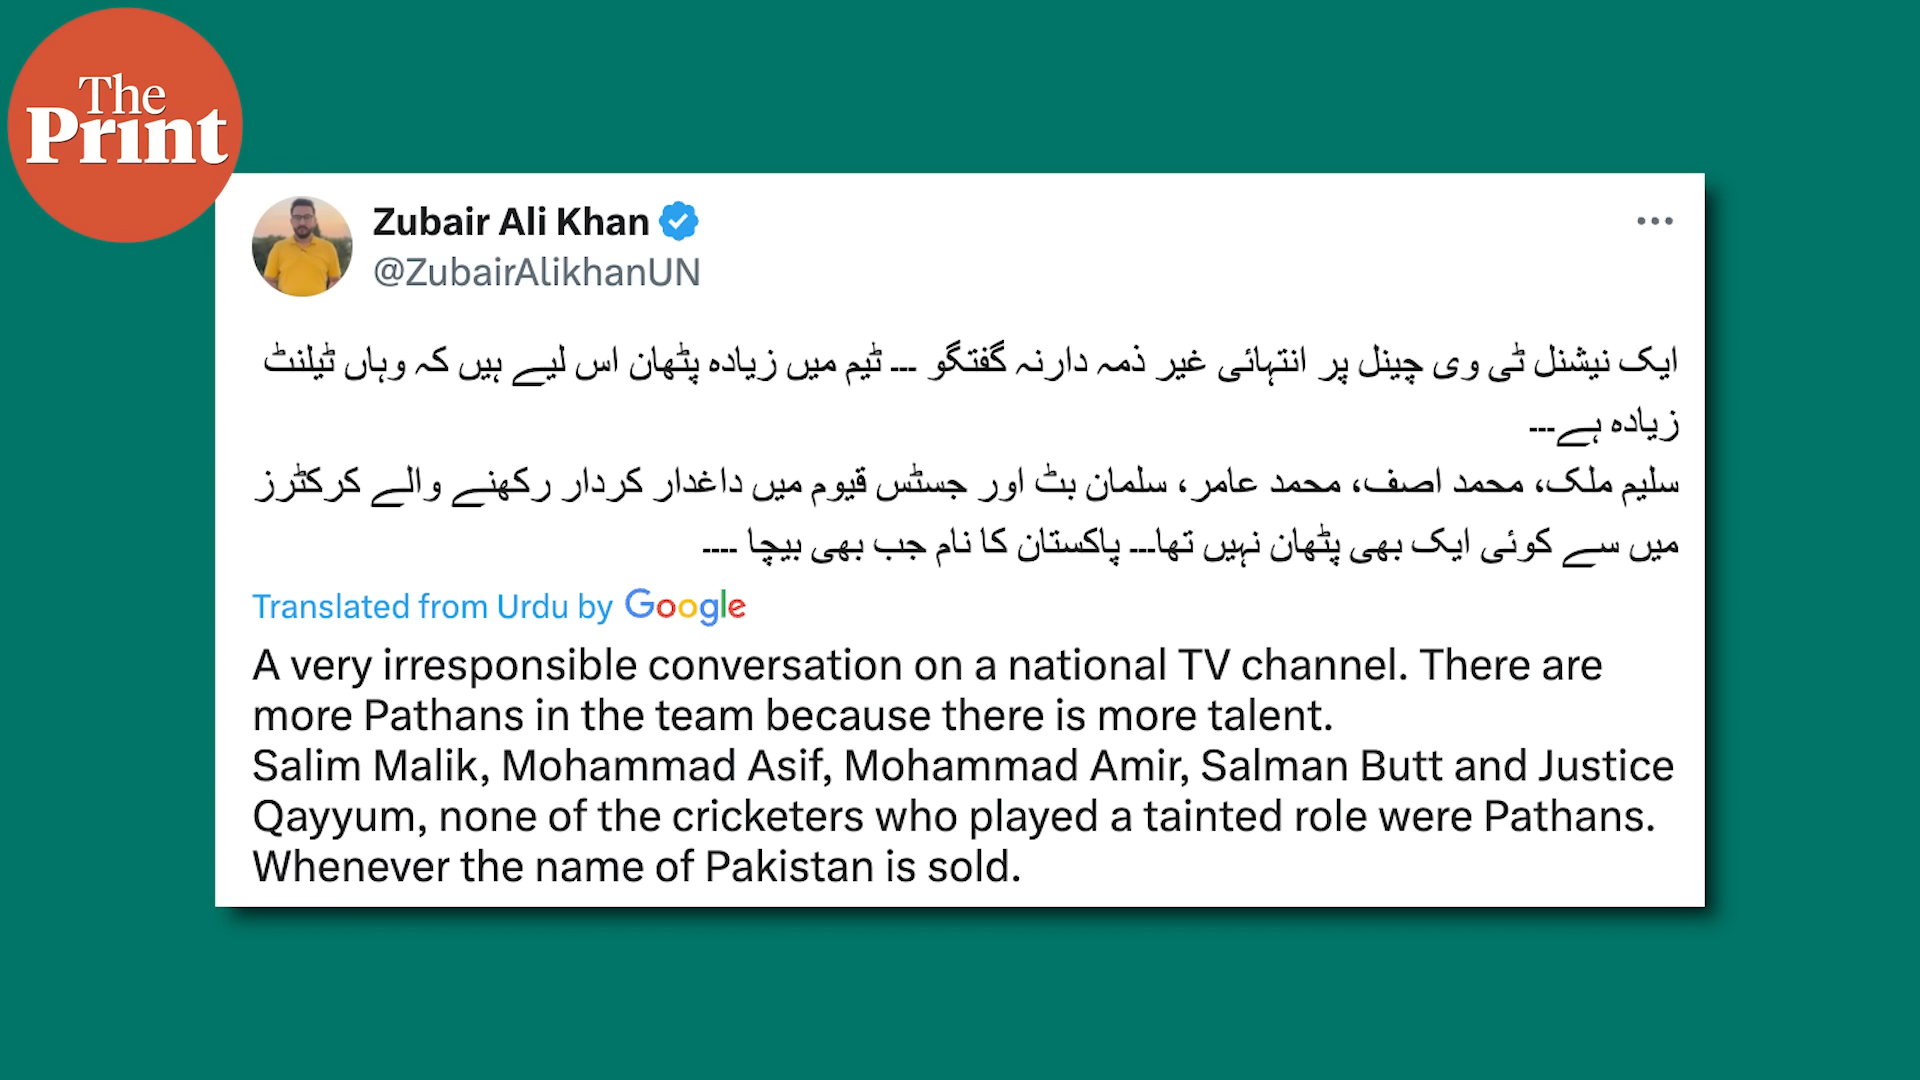 The
Print
Zubair Ali Khan
@ZubairAlikhanUN
ایک نیشنل ٹی وی چینل پر انتہائی غیر ذمہ دارنہ گفتگو --- ٹیم میں زیادہ پٹھان اس لیے ہیں کہ وہاں ٹیلنٹ
زیادہ ہے---
سلیم ملک، محمد اصف، محمد عامر، سلمان بٹ اور جسٹس قیوم میں داغدار کردار رکھنے والے کرکٹرز
میں سے کوئی ایک بھی پٹھان نہیں تھا--- پاکستان کا نام جب بھی بیچا ----
Translated from Urdu by Google
A very irresponsible conversation on a national TV channel. There are
more Pathans in the team because there is more talent.
Salim Malik, Mohammad Asif, Mohammad Amir, Salman Butt and Justice
Qayyum, none of the cricketers who played a tainted role were Pathans.
Whenever the name of Pakistan is sold.